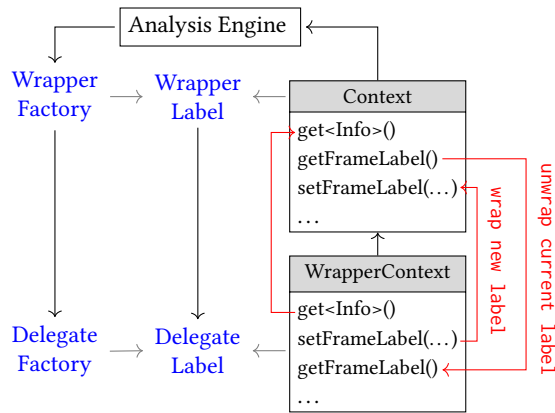 Analysis Engine
Wrapper
Factory
Wrapper
Label
Context
get<Info>()
getFrameLabel()
setFrameLabel(...)
...
WrapperContext
get<Info>()
setFrameLabel(...)
getFrameLabel()
...
Delegate
Factory
Delegate
Label
wrap new label
unwrap current label